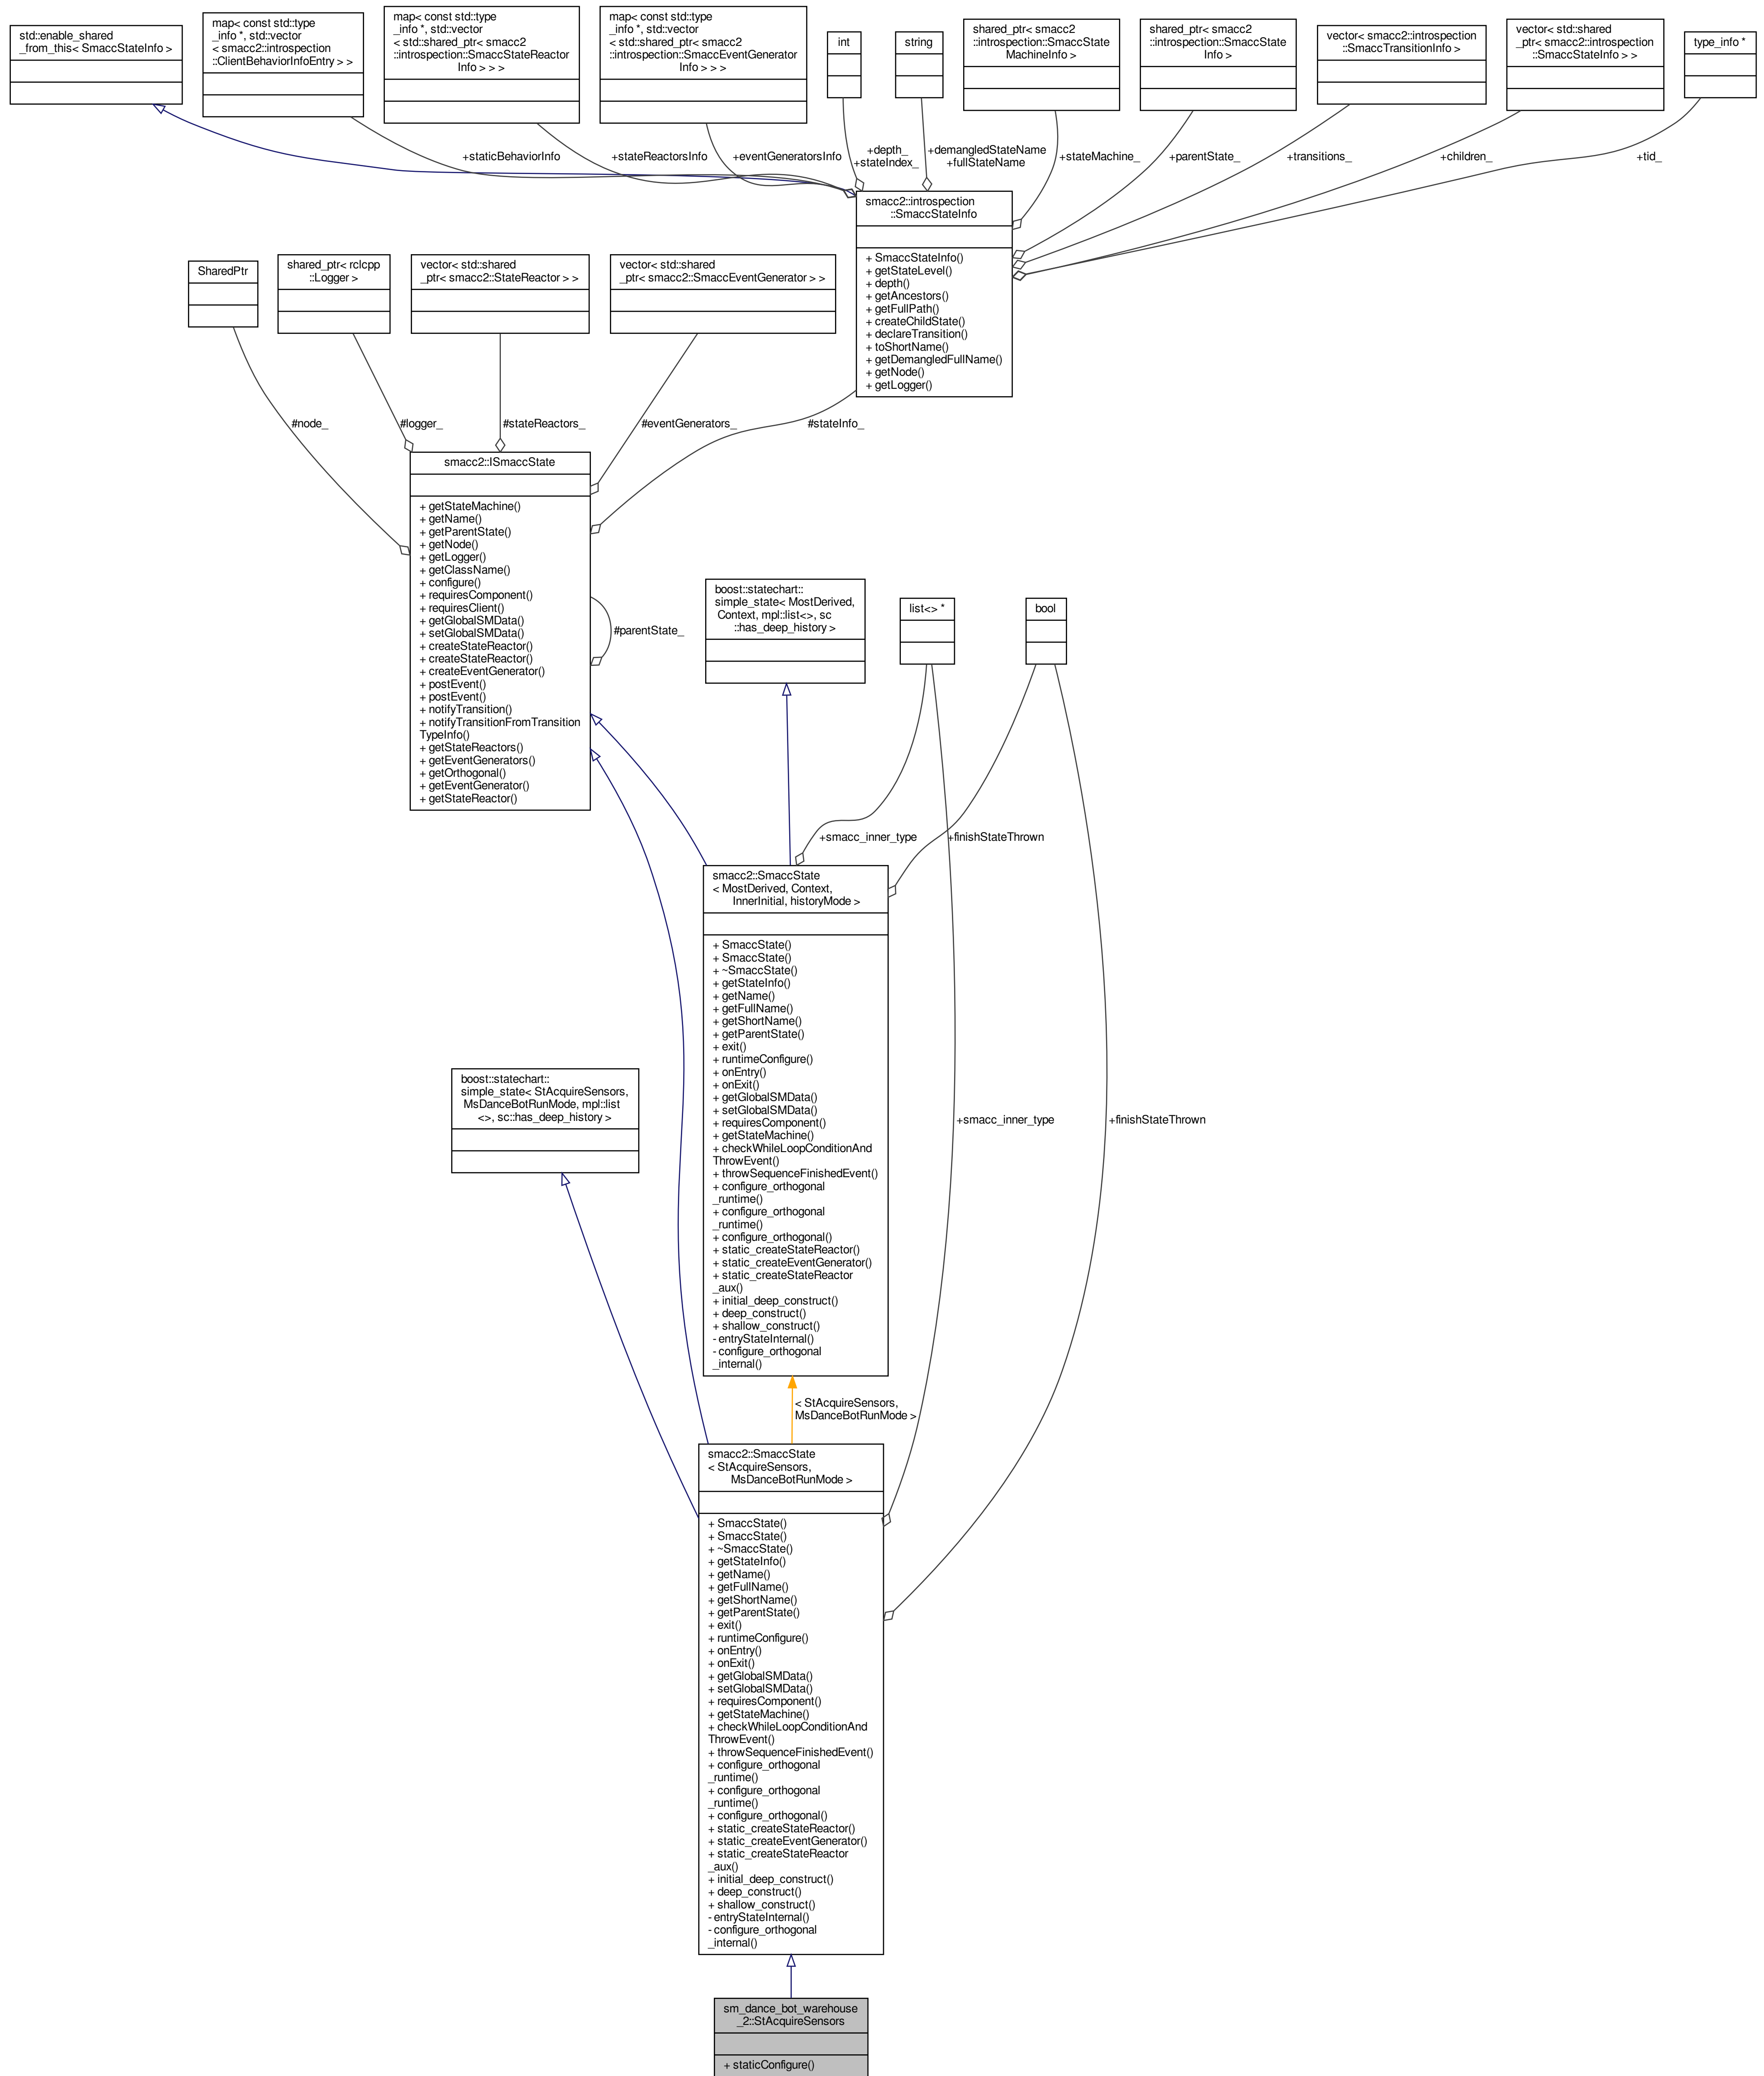 std::enable_shared
_from_this< SmaccStateInfo >
map< const std::type
_info *, std::vector
< smacc2::introspection
::ClientBehaviorInfoEntry > >
map< const std::type
_info *, std::vector
< std::shared_ptr< smacc2
::introspection::SmaccStateReactor
Info > > >
map< const std::type
_info *, std::vector
< std::shared_ptr< smacc2
::introspection::SmaccEventGenerator
Info > > >
int
string
shared_ptr< smacc2
::introspection::SmaccState
MachineInfo >
shared_ptr< smacc2
::introspection::SmaccState
Info >
vector< smacc2::introspection
::SmaccTransitionInfo >
vector< std::shared
_ptr< smacc2::introspection
::SmaccStateInfo > >
type_info *
+staticBehaviorInfo
+stateReactorsInfo
+eventGeneratorsInfo
+depth_
+stateIndex_
+demangledStateName
+fullStateName
+stateMachine_
+parentState_
+transitions_
+children_
+tid_
smacc2::introspection
::SmaccStateInfo
+ SmaccStateInfo()
+ getStateLevel()
+ depth()
+ getAncestors()
+ getFullPath()
+ createChildState()
+ declareTransition()
+ toShortName()
+ getDemangledFullName()
+ getNode()
+ getLogger()
SharedPtr
shared_ptr< rclcpp
::Logger >
vector< std::shared
_ptr< smacc2::StateReactor > >
vector< std::shared
_ptr< smacc2::SmaccEventGenerator > >
#node_
#logger_
#stateReactors_
#eventGenerators_
#stateInfo_
smacc2::ISmaccState
+ getStateMachine()
+ getName()
+ getParentState()
+ getNode()
+ getLogger()
+ getClassName()
+ configure()
+ requiresComponent()
+ requiresClient()
+ getGlobalSMData()
+ setGlobalSMData()
+ createStateReactor()
+ createStateReactor()
+ createEventGenerator()
+ postEvent()
+ postEvent()
+ notifyTransition()
+ notifyTransitionFromTransition
TypeInfo()
+ getStateReactors()
+ getEventGenerators()
+ getOrthogonal()
+ getEventGenerator()
+ getStateReactor()
#parentState_
boost::statechart::
simple_state< MostDerived,
Context, mpl::list<>, sc
::has_deep_history >
list<> *
bool
+smacc_inner_type
+finishStateThrown
smacc2::SmaccState
< MostDerived, Context,
InnerInitial, historyMode >
+ SmaccState()
+ SmaccState()
+ ~SmaccState()
+ getStateInfo()
+ getName()
+ getFullName()
+ getShortName()
+ getParentState()
+ exit()
+ runtimeConfigure()
+ onEntry()
+ onExit()
+ getGlobalSMData()
+ setGlobalSMData()
+ requiresComponent()
+ getStateMachine()
+ checkWhileLoopConditionAnd
ThrowEvent()
+ throwSequenceFinishedEvent()
+ configure_orthogonal
_runtime()
+ configure_orthogonal
_runtime()
+ configure_orthogonal()
+ static_createStateReactor()
+ static_createEventGenerator()
+ static_createStateReactor
_aux()
+ initial_deep_construct()
+ deep_construct()
+ shallow_construct()
- entryStateInternal()
- configure_orthogonal
_internal()
boost::statechart::
simple_state< StAcquireSensors,
MsDanceBotRunMode, mpl::list
<>, sc::has_deep_history >
+smacc_inner_type
+finishStateThrown
< StAcquireSensors,
MsDanceBotRunMode >
smacc2::SmaccState
< StAcquireSensors,
MsDanceBotRunMode >
+ SmaccState()
+ SmaccState()
+ ~SmaccState()
+ getStateInfo()
+ getName()
+ getFullName()
+ getShortName()
+ getParentState()
+ exit()
+ runtimeConfigure()
+ onEntry()
+ onExit()
+ getGlobalSMData()
+ setGlobalSMData()
+ requiresComponent()
+ getStateMachine()
+ checkWhileLoopConditionAnd
ThrowEvent()
+ throwSequenceFinishedEvent()
+ configure_orthogonal
_runtime()
+ configure_orthogonal
_runtime()
+ configure_orthogonal()
+ static_createStateReactor()
+ static_createEventGenerator()
+ static_createStateReactor
_aux()
+ initial_deep_construct()
+ deep_construct()
+ shallow_construct()
- entryStateInternal()
- configure_orthogonal
_internal()
sm_dance_bot_warehouse
_2::StAcquireSensors
+ staticConfigure()